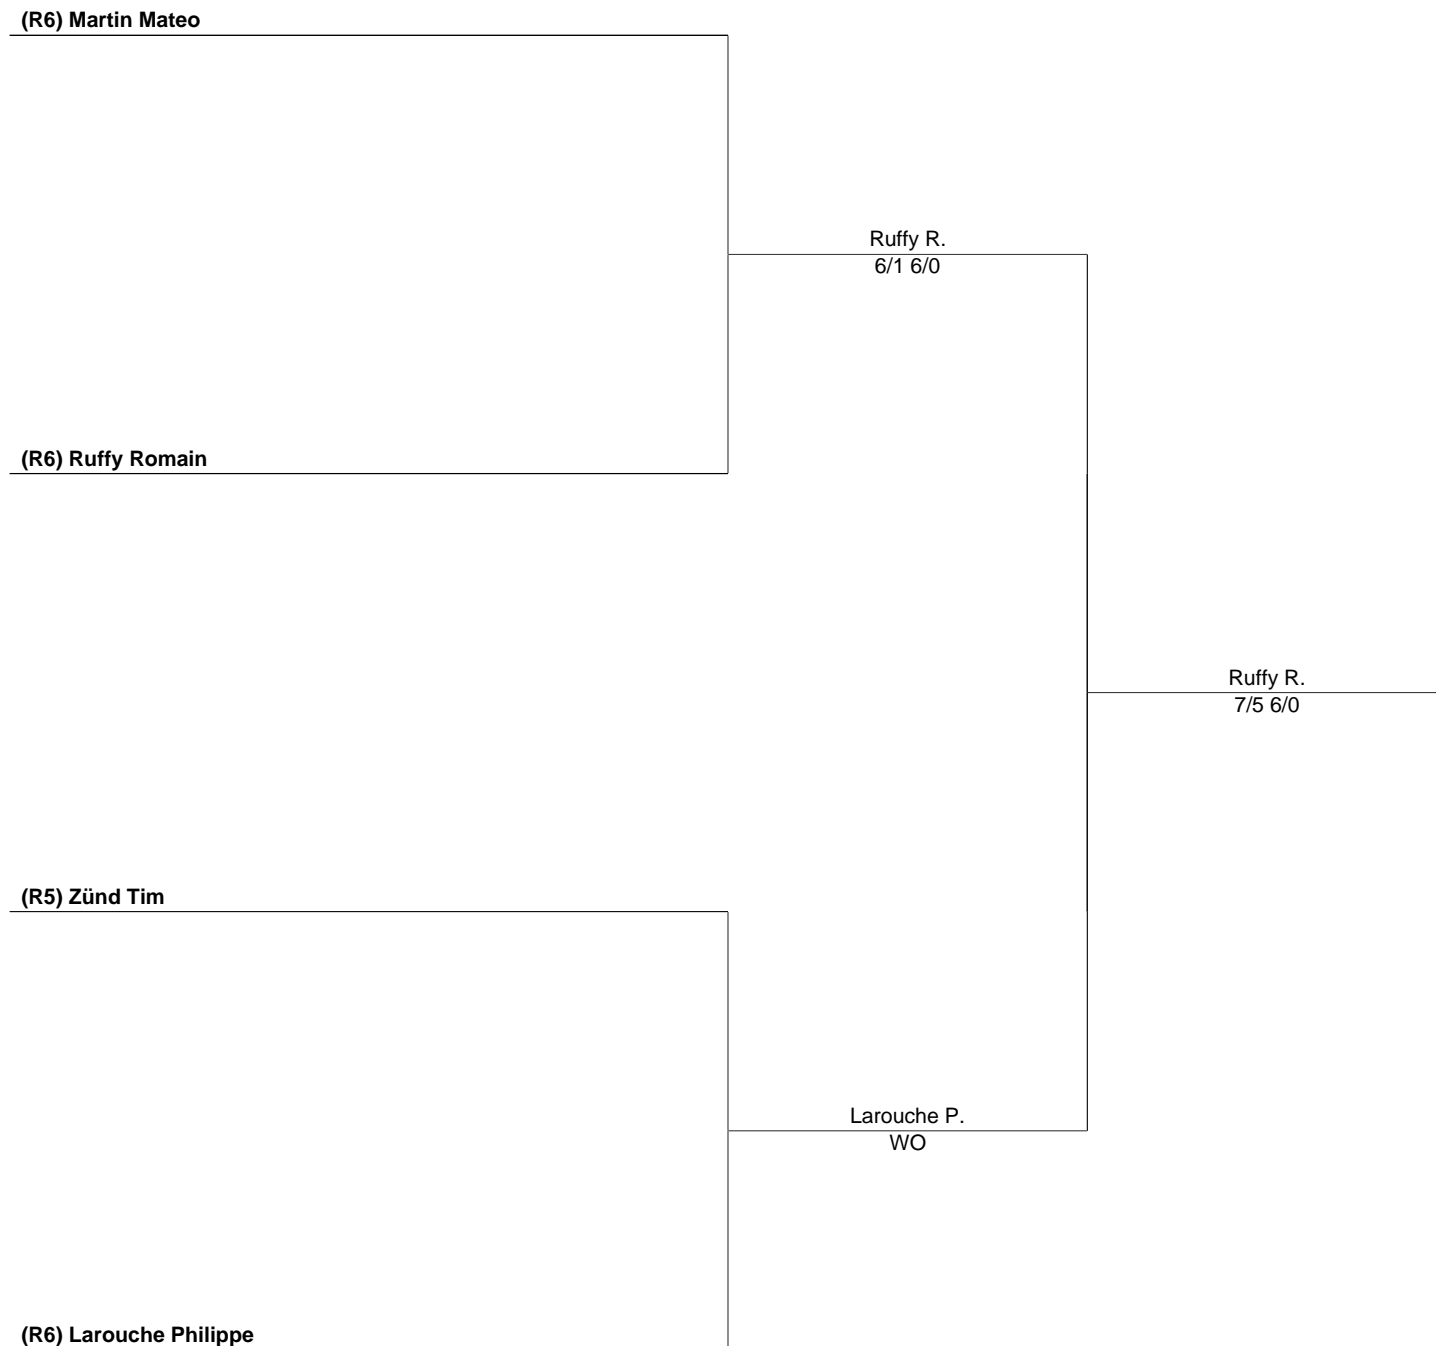 (R6) Martin Mateo
Ruffy R.
6/1 6/0
(R6) Ruffy Romain
Ruffy R.
7/5 6/0
(R5) Zünd Tim
Larouche P.
WO
(R6) Larouche Philippe